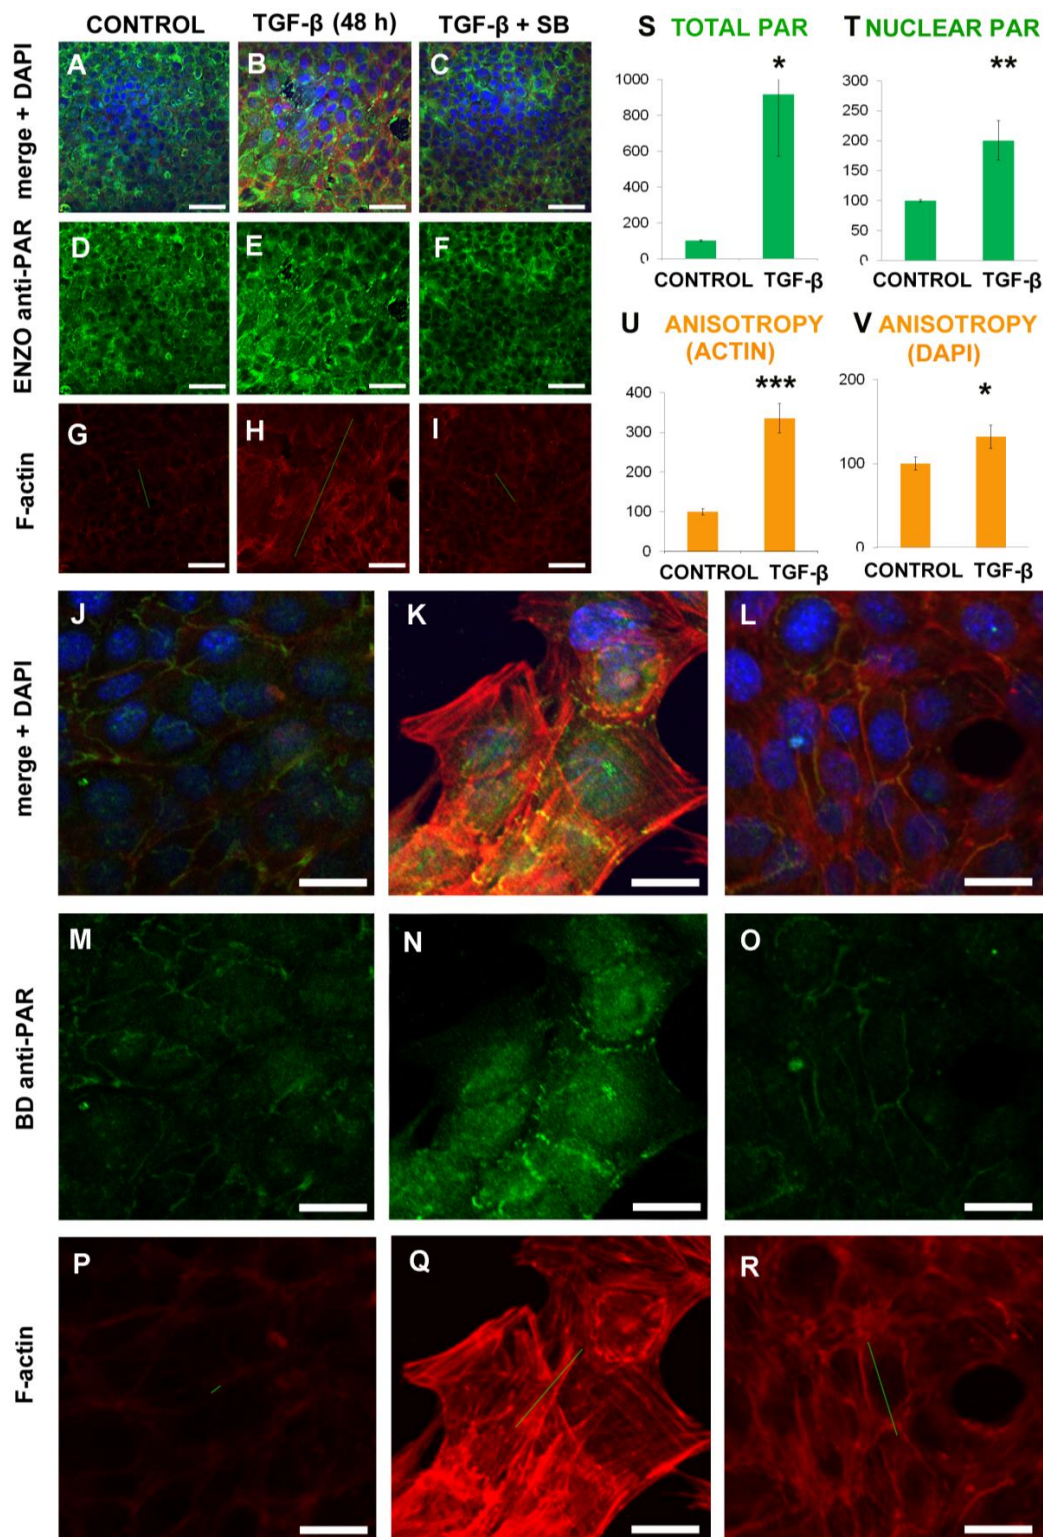 CONTROL
TGF-β (48 h)
TGF-β + SB
merge + DAPI
A
B
C
ENZO anti-PAR
D
E
F
F-actin
G
H
I
S TOTAL PAR
*
1000
800
600
400
200
0
CONTROL TGF-β
T NUCLEAR PAR
**
300
250
200
150
100
50
0
CONTROL TGF-β
U ANISOTROPY
(ACTIN)
***
400
300
200
100
0
CONTROL TGF-β
V ANISOTROPY
(DAPI)
*
200
100
0
CONTROL TGF-β
merge + DAPI
J
K
L
BD anti-PAR
M
N
O
F-actin
P
Q
R